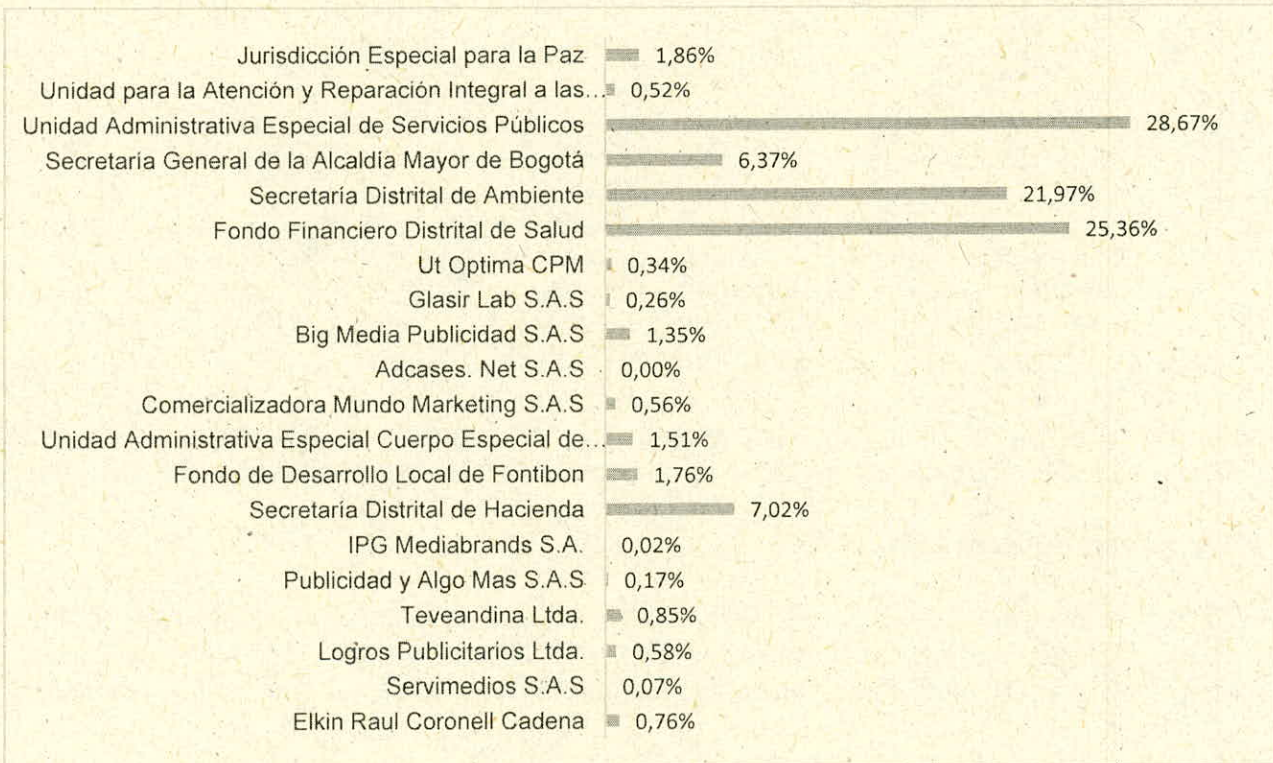 Jurisdicción Especial para la Paz 1,86%
Unidad para la Atención y Reparación Integral a las... 0,52%
Unidad Administrativa Especial de Servicios Públicos 28,67%
Secretaria General de la Alcaldía Mayor de Bogotá 6,37%
Secretaría Distrital de Ambiente 21,97%
Fondo Financiero Distrital de Salud 25,36%
Ut Optima CPM 0,34%
Glasir Lab S.A.S 0,26%
Big Media Publicidad S.A.S 1,35%
Adcases. Net S.A.S 0,00%
Comercializadora Mundo Marketing S.A.S 0,56%
Unidad Administrativa Especial Cuerpo Especial de... 1,51%
Fondo de Desarrollo Local de Fontibon 1,76%
Secretaría Distrital de Hacienda 7,02%
IPG Mediabrands S.A. 0,02%
Publicidad y Algo Mas S.A.S 0,17%
Teveandina Ltda. 0,85%
Logros Publicitarios Ltda. 0,58%
Servimedios S.A.S 0,07%
Elkin Raul Coronell Cadena 0,76%